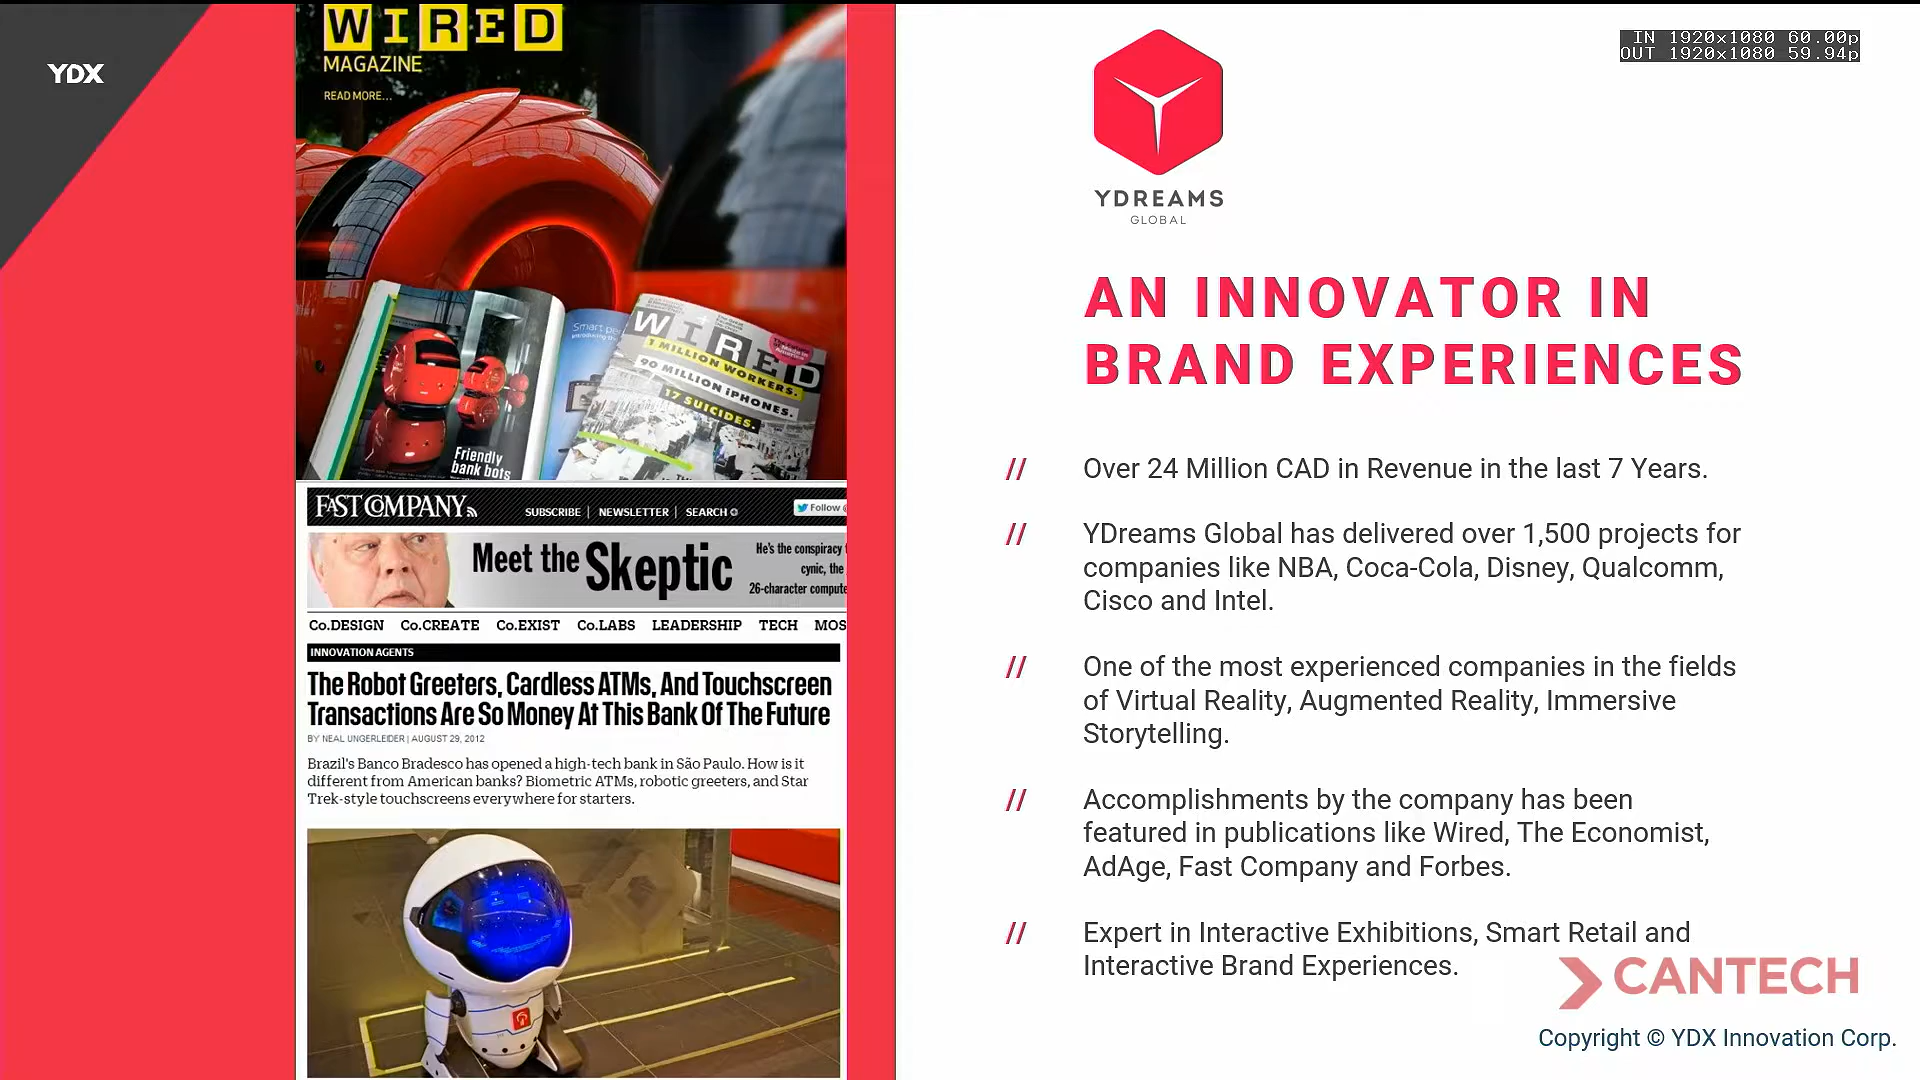 YDX
WIRED
MAGAZINE
READ MORE...
WIRED
1 MILLION WORKERS.
90 MILLION iPHONES.
17 SUICIDES.
Friendly
bank bots
FAST COMPANY
SUBSCRIBE | NEWSLETTER | SEARCH
Follow
Meet the Skeptic
He's the conspiracy
cynic, the
26-character compute
Co.DESIGN Co.CREATE Co.EXIST Co.LABS LEADERSHIP TECH MOS
INNOVATION AGENTS
The Robot Greeters, Cardless ATMs, And Touchscreen
Transactions Are So Money At This Bank Of The Future
BY NEAL UNGERLEIDER | AUGUST 29, 2012
Brazil's Banco Bradesco has opened a high-tech bank in São Paulo. How is it
different from American banks? Biometric ATMs, robotic greeters, and Star
Trek-style touchscreens everywhere for starters.
IN 1920x1080 60.00p
OUT 1920x1080 59.94p
YDREAMS
GLOBAL
AN INNOVATOR IN
BRAND EXPERIENCES
// Over 24 Million CAD in Revenue in the last 7 Years.
// YDreams Global has delivered over 1,500 projects for
companies like NBA, Coca-Cola, Disney, Qualcomm,
Cisco and Intel.
// One of the most experienced companies in the fields
of Virtual Reality, Augmented Reality, Immersive
Storytelling.
// Accomplishments by the company has been
featured in publications like Wired, The Economist,
AdAge, Fast Company and Forbes.
// Expert in Interactive Exhibitions, Smart Retail and
Interactive Brand Experiences.
CANTECH
Copyright © YDX Innovation Corp.